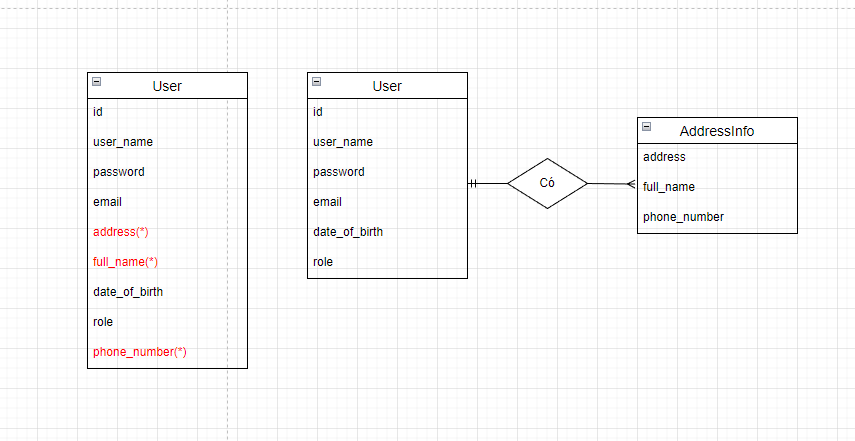 User
id
user_name
password
email
address(*)
full_name(*)
date_of_birth
role
phone_number(*)
User
id
user_name
password
email
date_of_birth
role
Có
AddressInfo
address
full_name
phone_number